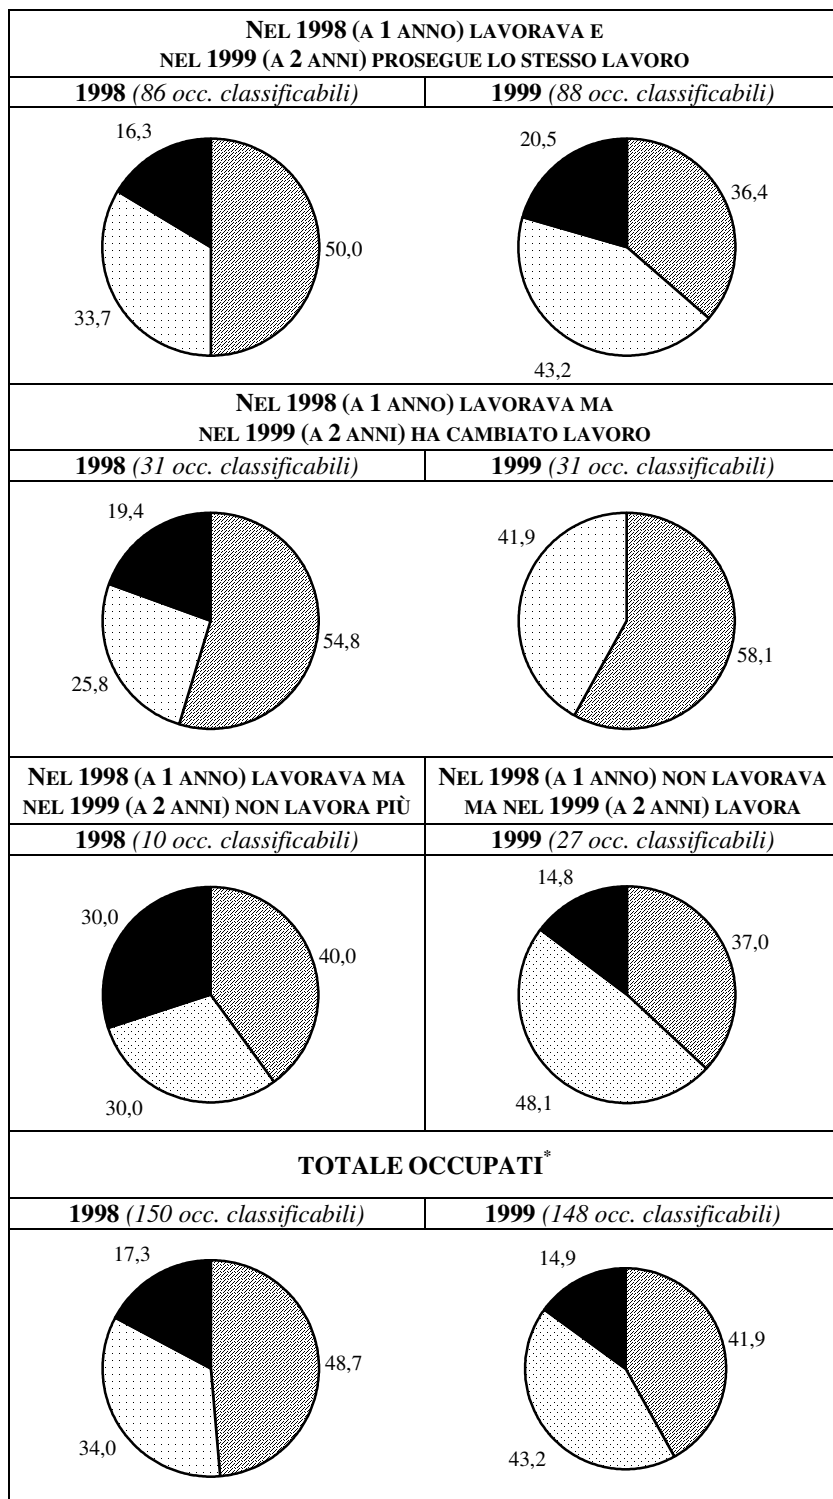 NEL 1998 (A 1 ANNO) LAVORAVA E
NEL 1999 (A 2 ANNI) PROSEGUE LO STESSO LAVORO
1998 (86 occ. classificabili)
1999 (88 occ. classificabili)
16,3
50,0
33,7
20,5
36,4
43,2
NEL 1998 (A 1 ANNO) LAVORAVA MA
NEL 1999 (A 2 ANNI) HA CAMBIATO LAVORO
1998 (31 occ. classificabili)
1999 (31 occ. classificabili)
19,4
54,8
25,8
41,9
58,1
NEL 1998 (A 1 ANNO) LAVORAVA MA
NEL 1999 (A 2 ANNI) NON LAVORA PIÙ
NEL 1998 (A 1 ANNO) NON LAVORAVA
MA NEL 1999 (A 2 ANNI) LAVORA
1998 (10 occ. classificabili)
1999 (27 occ. classificabili)
30,0
40,0
30,0
14,8
37,0
48,1
TOTALE OCCUPATI*
1998 (150 occ. classificabili)
1999 (148 occ. classificabili)
17,3
48,7
34,0
14,9
41,9
43,2